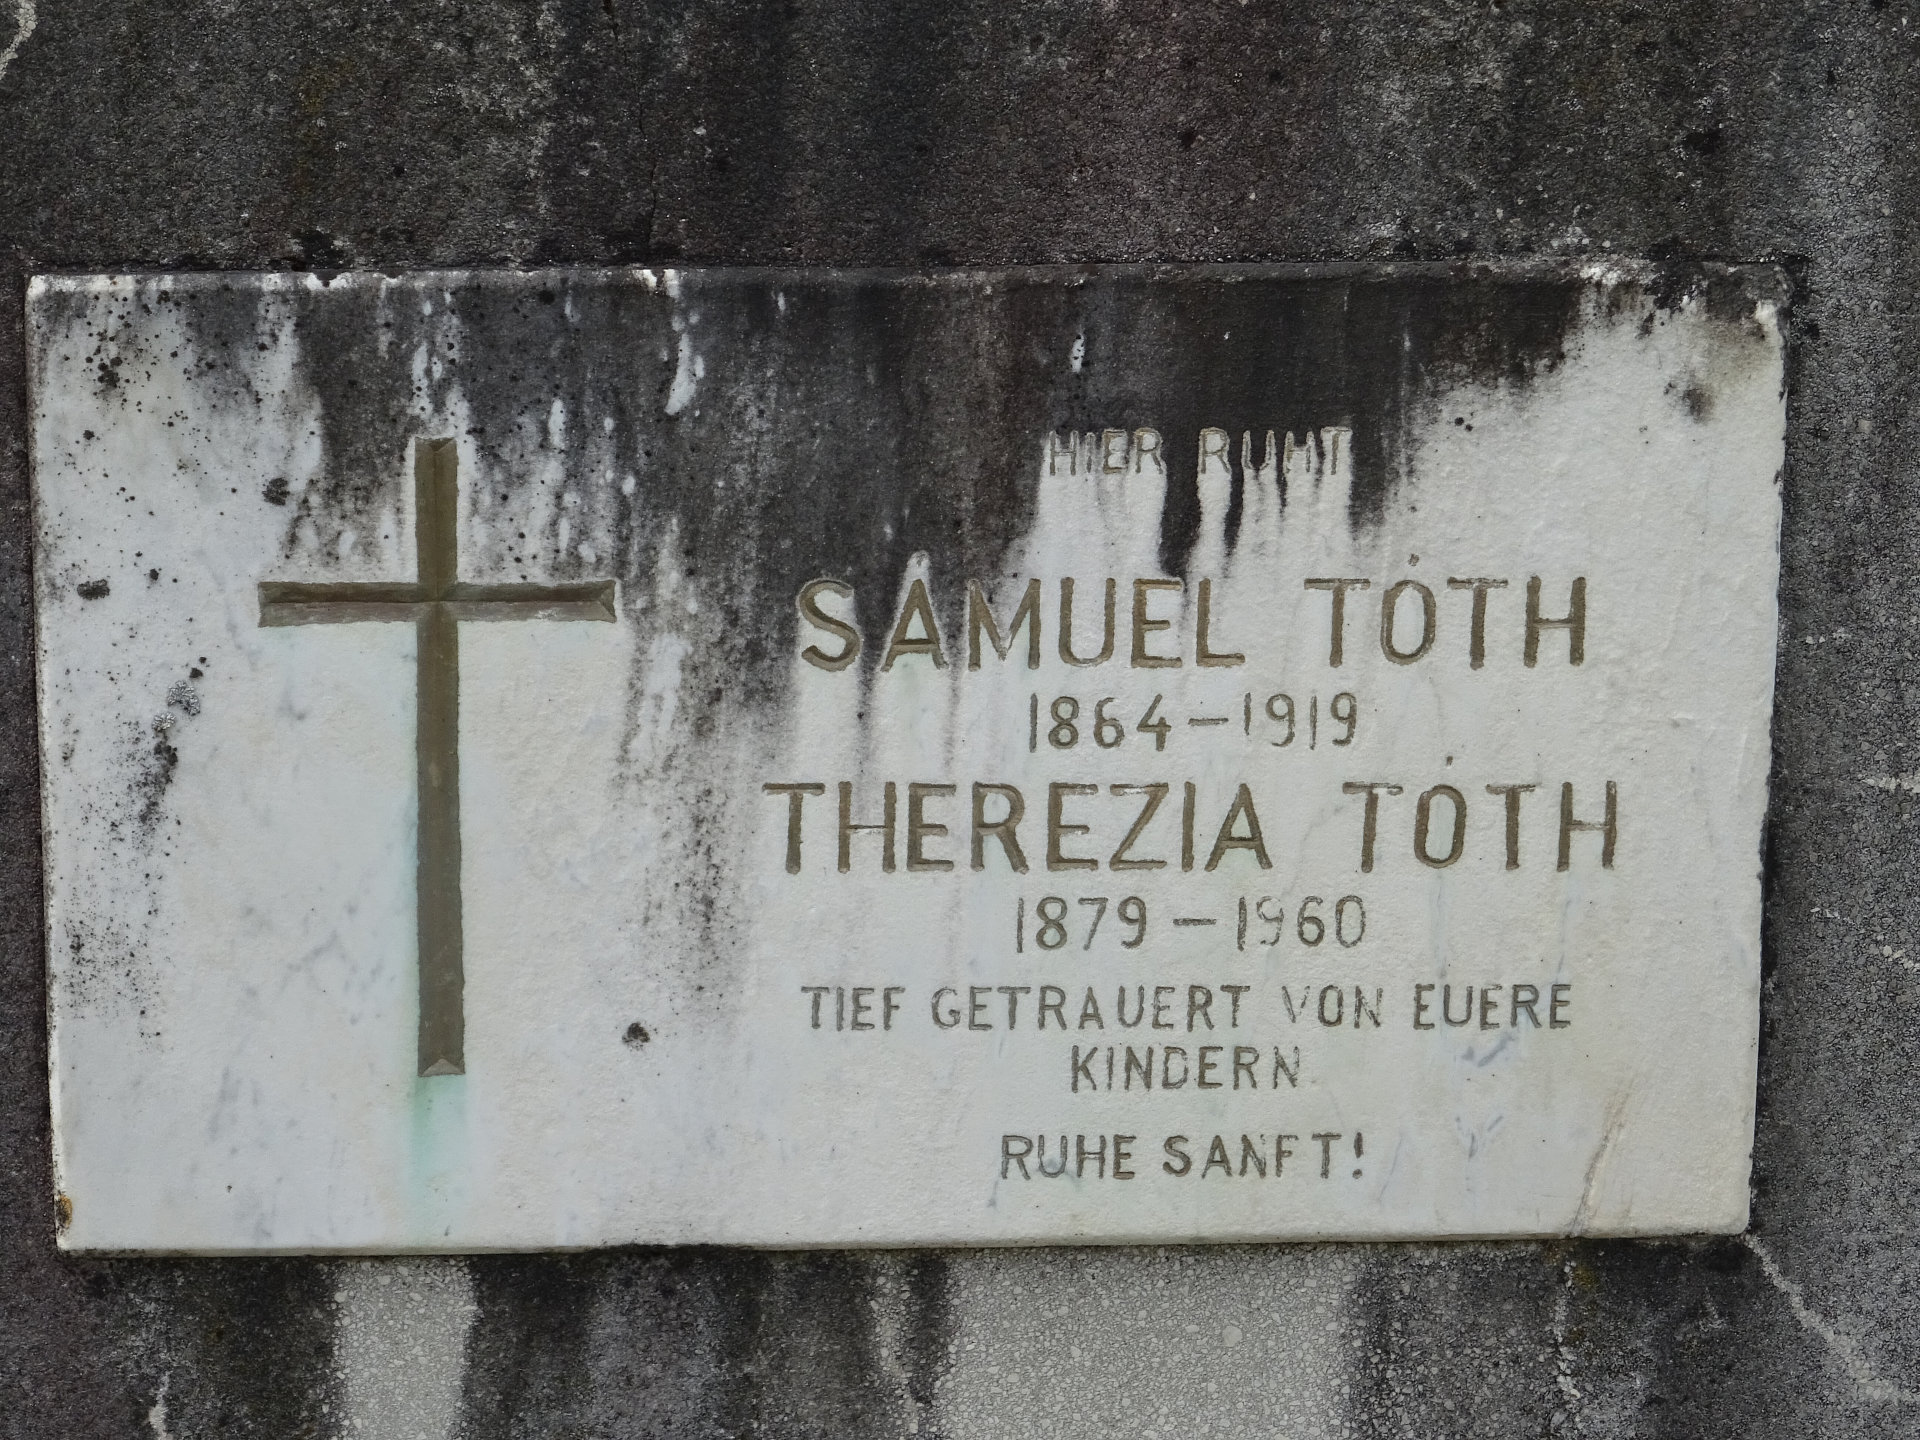 HIER RUHT
SAMUEL TÓTH
1864-1919
THEREZIA TÓTH
1879-1960
TIEF GETRAUERT VON EUERE
KINDERN
RUHE SANFT!